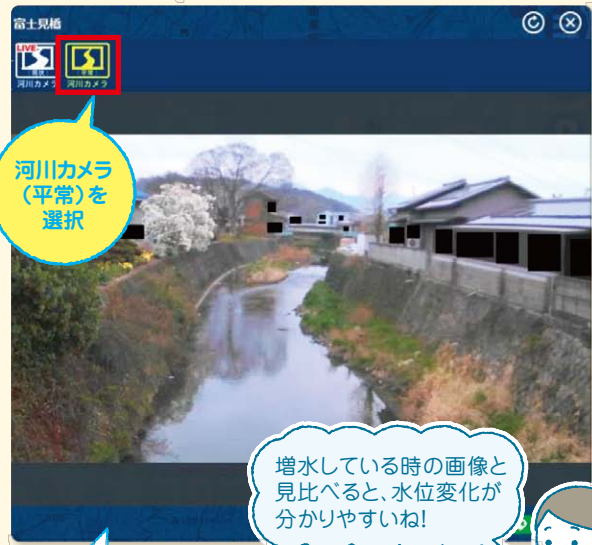 富士見橋
LIVE
（現状）
（平常）
河川カメラ
河川カメラ
河川カメラ
（平常）を
選択
増水している時の画像と
見比べると、水位変化が
分かりやすいね!